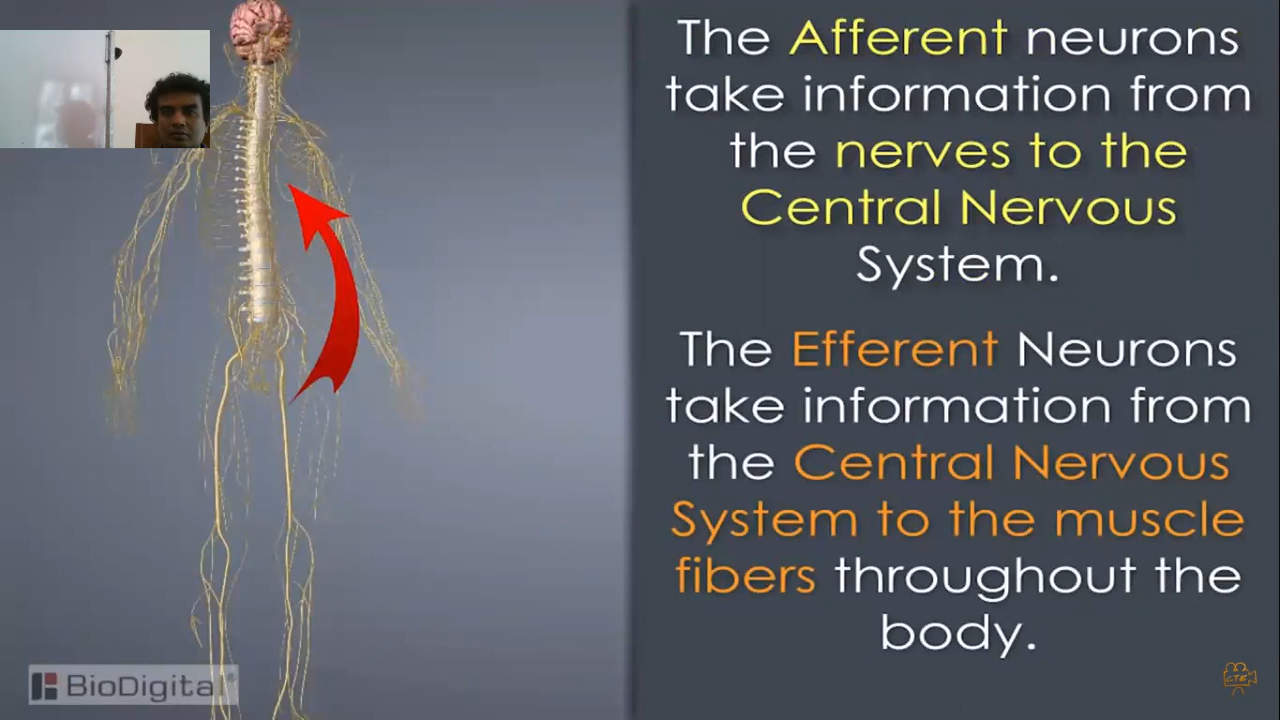 The Afferent neurons
take information from
the nerves to the
Central Nervous
System.
The Efferent Neurons
take information from
the Central Nervous
System to the muscle
fibers throughout the
body.
BioDigital
CTE